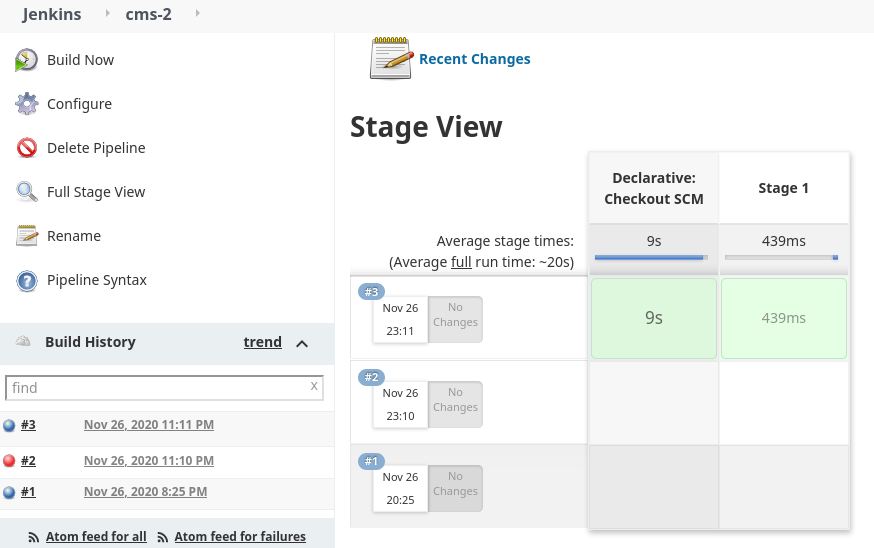 Jenkins cms-2
Build Now
Configure
Delete Pipeline
Full Stage View
Rename
Pipeline Syntax
Build History trend
find x
#3 Nov 26, 2020 11:11 PM
#2 Nov 26, 2020 11:10 PM
#1 Nov 26, 2020 8:25 PM
Atom feed for all Atom feed for failures
Recent Changes
Stage View
Declarative:
Checkout SCM
Stage 1
Average stage times:
(Average full run time: ~20s)
9s
439ms
#3
Nov 26
23:11
No
Changes
9s
439ms
#2
Nov 26
23:10
No
Changes
#1
Nov 26
20:25
No
Changes